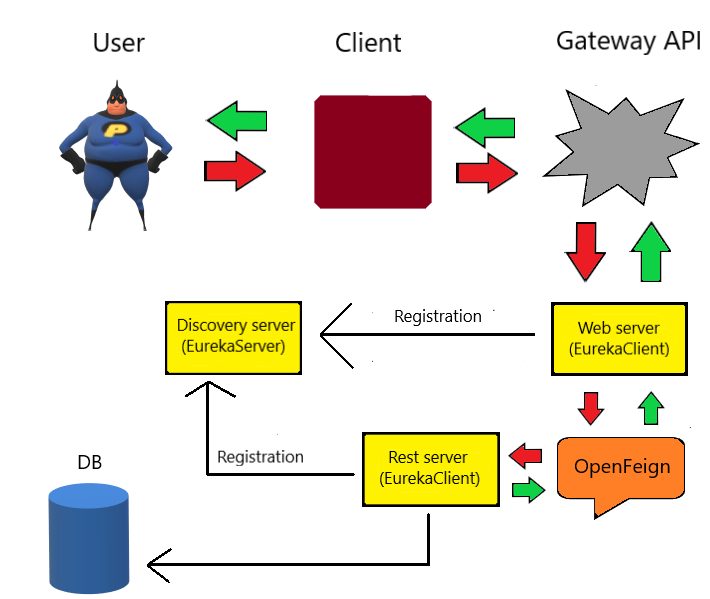 User
Client
Gateway API
P
Registration
Discovery server
(EurekaServer)
Web server
(EurekaClient)
Registration
Rest server
(EurekaClient)
OpenFeign
DB